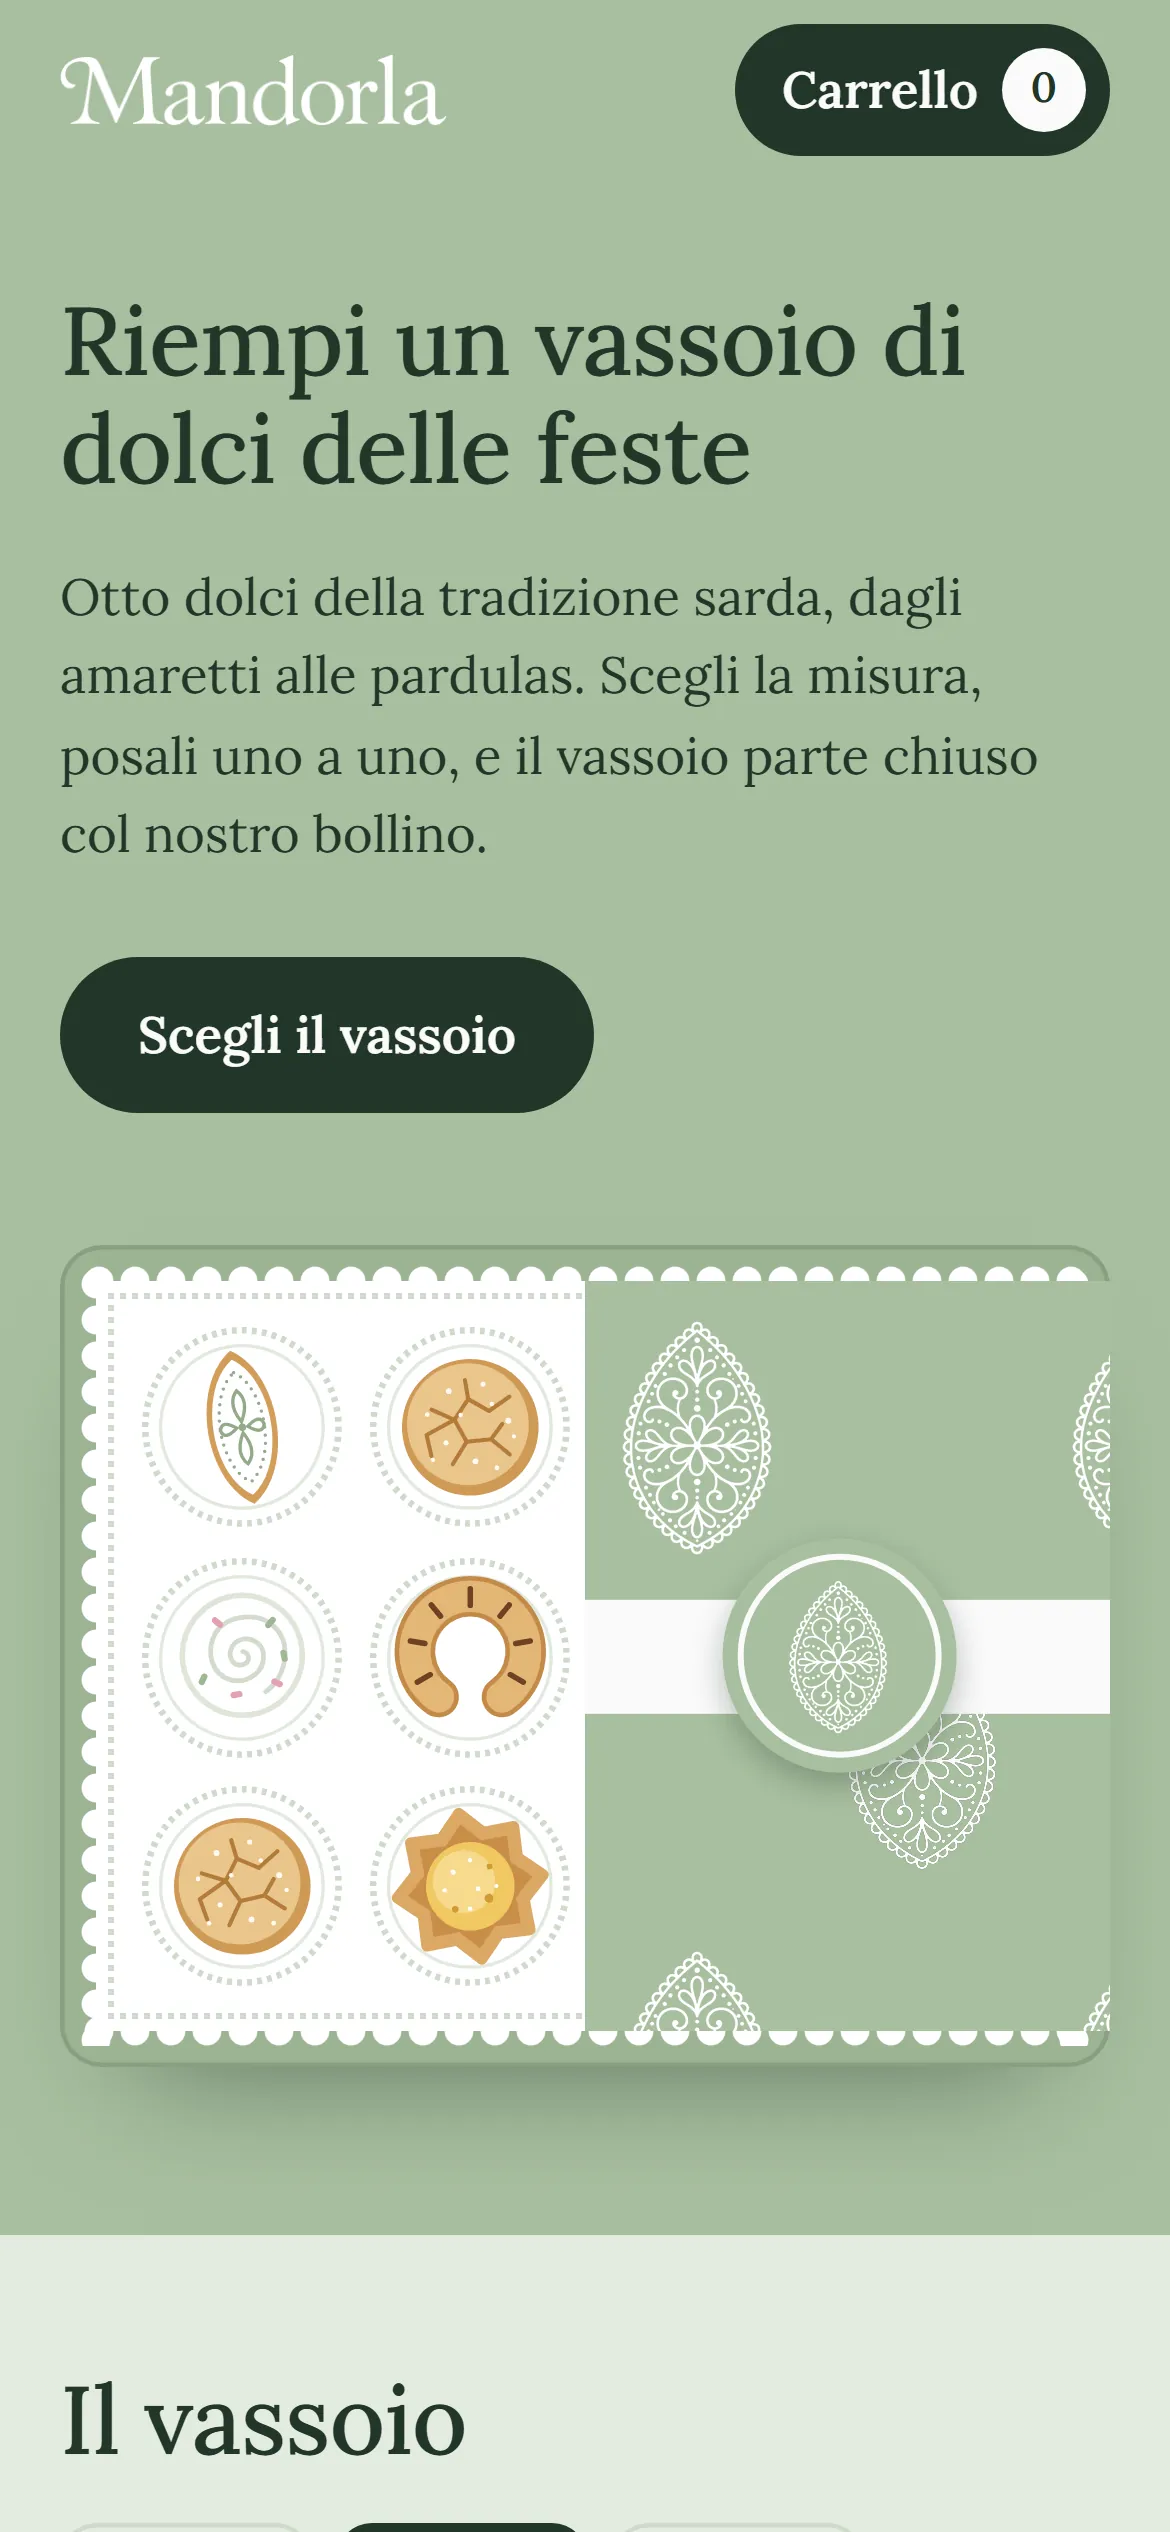 Mandorla
Carrello 0
Riempi un vassoio di
dolci delle feste
Otto dolci della tradizione sarda, dagli
amaretti alle pardulas. Scegli la misura,
posali uno a uno, e il vassoio parte chiuso
col nostro bollino.
Scegli il vassoio
Il vassoio